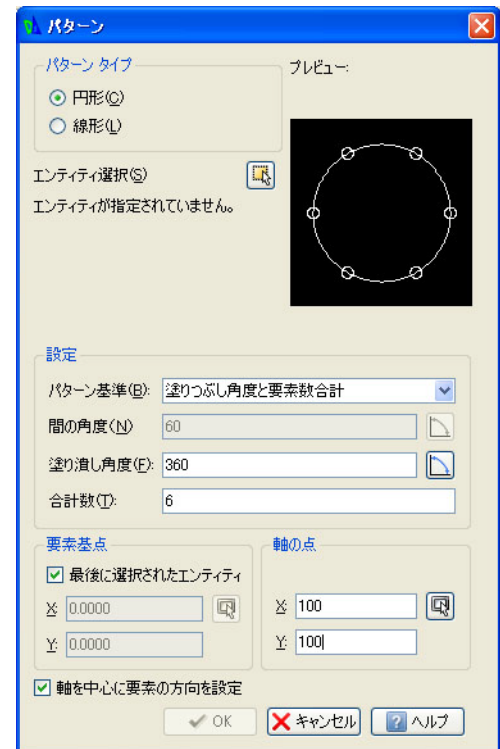 パターン
パターン タイプ
円形(C)
線形(L)
プレビュー:
エンティティ選択(S)
エンティティが指定されていません。
設定
パターン基準(B): 塗りつぶし角度と要素数合計
間の角度(N) 60
塗り潰し角度(F): 360
合計数(T): 6
要素基点
最後に選択されたエンティティ
X: 0.0000
Y: 0.0000
軸の点
X: 100
Y: 100
軸を中心に要素の方向を設定
OK キャンセル ヘルプ